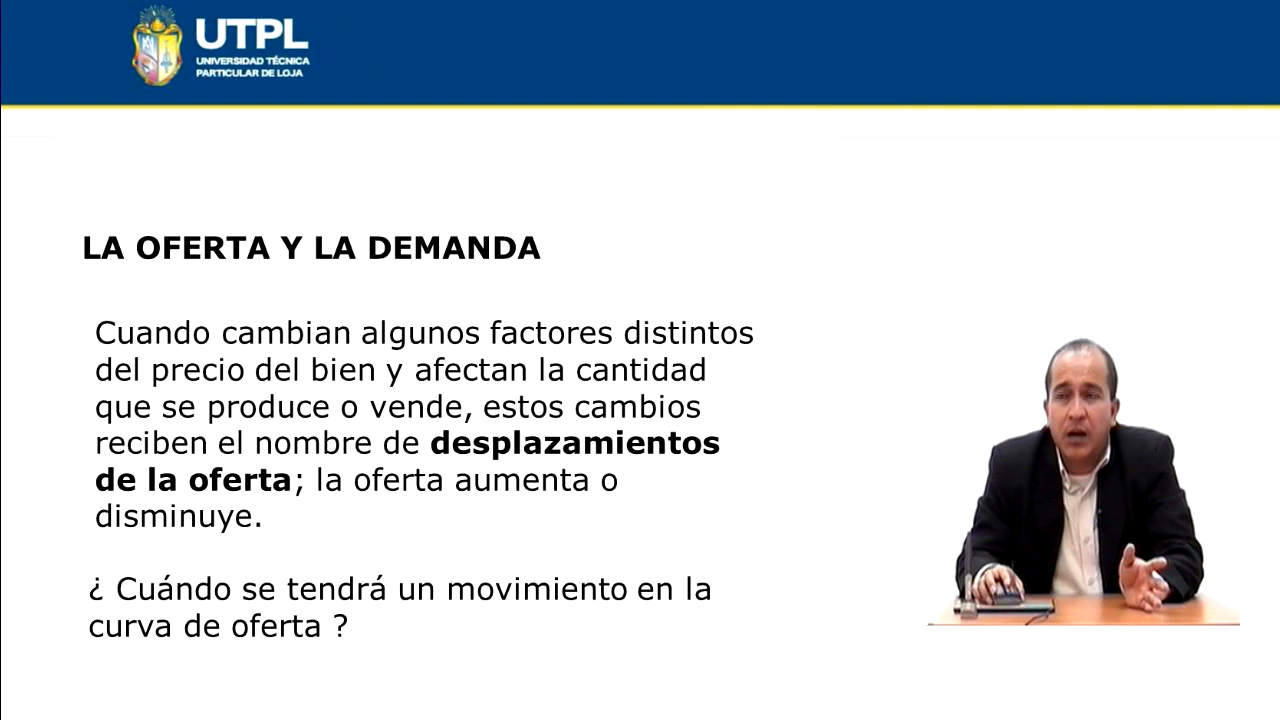 UTPL
UNIVERSIDAD TÉCNICA
PARTICULAR DE LOJA
LA OFERTA Y LA DEMANDA
Cuando cambian algunos factores distintos
del precio del bien y afectan la cantidad
que se produce o vende, estos cambios
reciben el nombre de desplazamientos
de la oferta; la oferta aumenta o
disminuye.
¿ Cuándo se tendrá un movimiento en la
curva de oferta ?